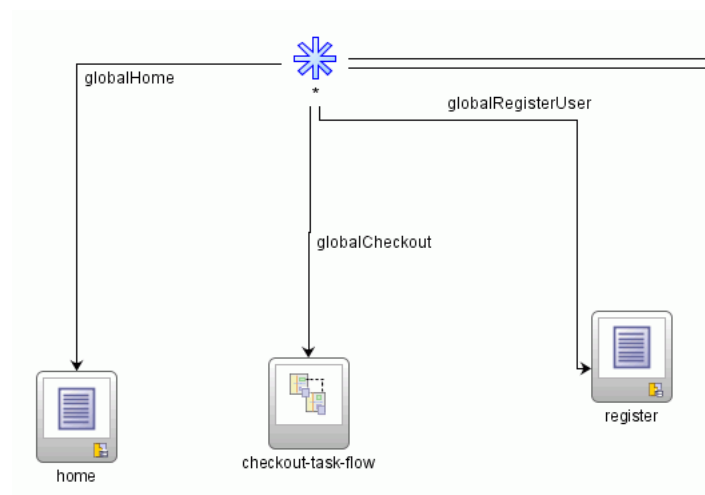 globalHome
*
globalRegisterUser
globalCheckout
register
checkout-task-flow
home